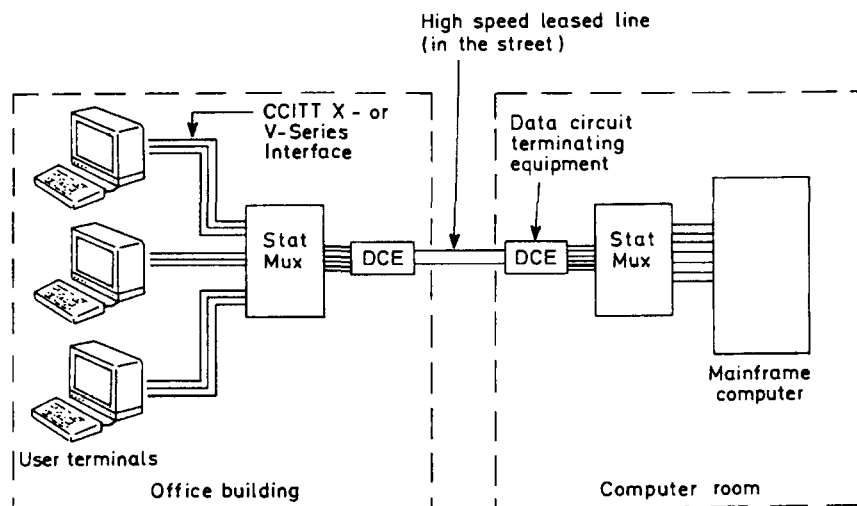 High speed leased line
(in the street)
CCITT X - or
V-Series
Interface
Data circuit
terminating
equipment
Stat
Mux
DCE
DCE
Stat
Mux
Mainframe
computer
User terminals
Office building
Computer room